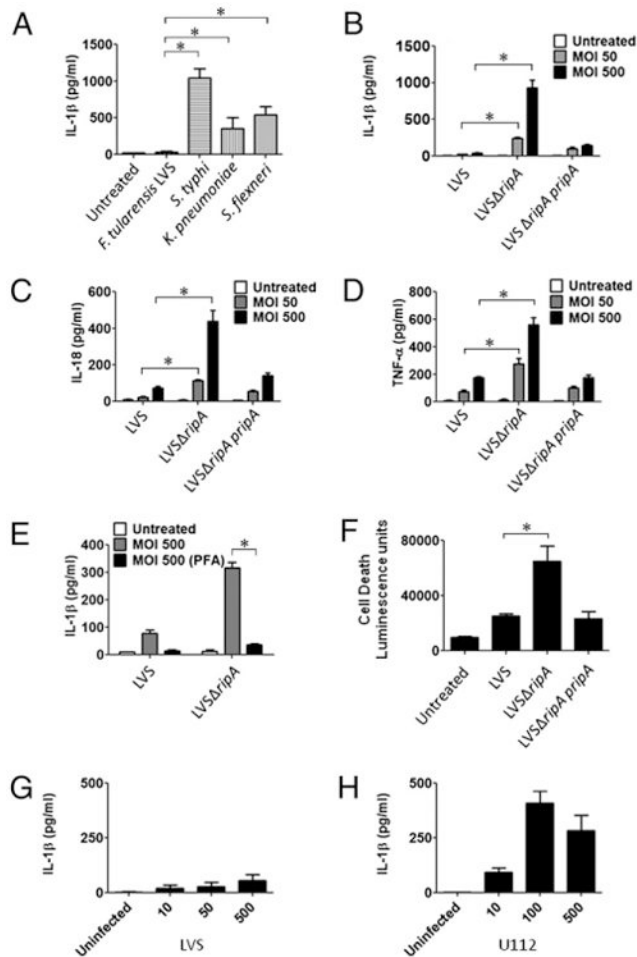 A
IL-1β (pg/ml)
1500
1000
500
0
*
*
*
Untreated
F. tularensis LVS
S. typhi
K. pneumoniae
S. flexneri
B
IL-1β (pg/ml)
1500
1000
500
0
Untreated
MOI 50
MOI 500
*
*
LVS
LVSΔripA
LVS ΔripA pripA
C
IL-18 (pg/ml)
600
400
200
0
Untreated
MOI 50
MOI 500
*
*
LVS
LVSΔripA
LVSΔripA pripA
D
TNF-α (pg/ml)
800
600
400
200
0
Untreated
MOI 50
MOI 500
*
*
LVS
LVSΔripA
LVSΔripA pripA
E
IL-1β (pg/ml)
400
300
200
100
0
Untreated
MOI 500
MOI 500 (PFA)
*
LVS
LVSΔripA
F
Cell Death
Luminescence units
80000
40000
0
*
Untreated
LVS
LVSΔripA
LVSΔripA pripA
G
IL-1β (pg/ml)
500
250
0
Uninfected
10
50
500
LVS
H
IL-1β (pg/ml)
500
250
0
Uninfected
10
100
500
U112